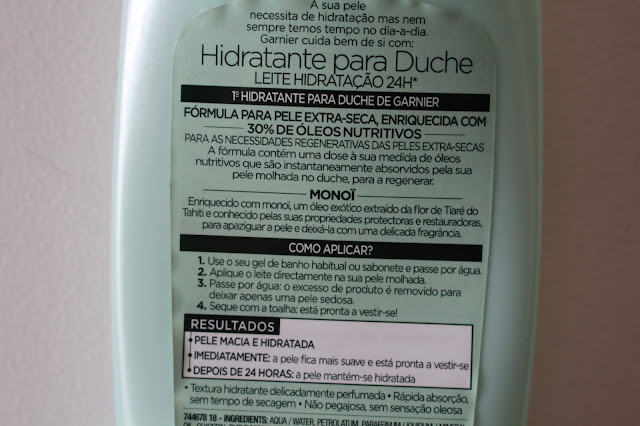 A sua pele
necessita de hidratação mas nem
sempre temos tempo no dia-a-dia.
Garnier cuida bem de si com:
Hidratante para Duche
LEITE HIDRATAÇÃO 24H*
1º HIDRATANTE PARA DUCHE DE GARNIER
FÓRMULA PARA PELE EXTRA-SECA, ENRIQUECIDA COM
30% DE ÓLEOS NUTRITIVOS
PARA AS NECESSIDADES REGENERATIVAS DAS PELES EXTRA-SECAS
A fórmula contém uma dose à sua medida de óleos
nutritivos que são instantaneamente absorvidos pela sua
pele molhada no duche, para a regenerar.
MONOÏ
Enriquecido com monoï, um óleo exótico extraído da flor de Tiaré do
Tahiti e conhecido pelas suas propriedades protectoras e restauradoras,
para apaziguar a pele e deixá-la com uma delicada fragrância.
COMO APLICAR?
1. Use o seu gel de banho habitual ou sabonete e passe por água.
2. Aplique o leite directamente na sua pele molhada.
3. Passe por água: o excesso de produto é removido para
deixar apenas uma pele sedosa.
4. Seque com a toalha: está pronta a vestir-se!
RESULTADOS
• PELE MACIA E HIDRATADA
• IMEDIATAMENTE: a pele fica mais suave e está pronta a vestir-se
• DEPOIS DE 24 HORAS: a pele mantém-se hidratada
• Textura hidratante delicadamente perfumada • Rápida absorção,
sem tempo de secagem • Não pegajosa, sem sensação oleosa
744678 18 - INGREDIENTS: AQUA / WATER, PETROLATUM, PARAFFINUM LIQUIDUM / MINERAL